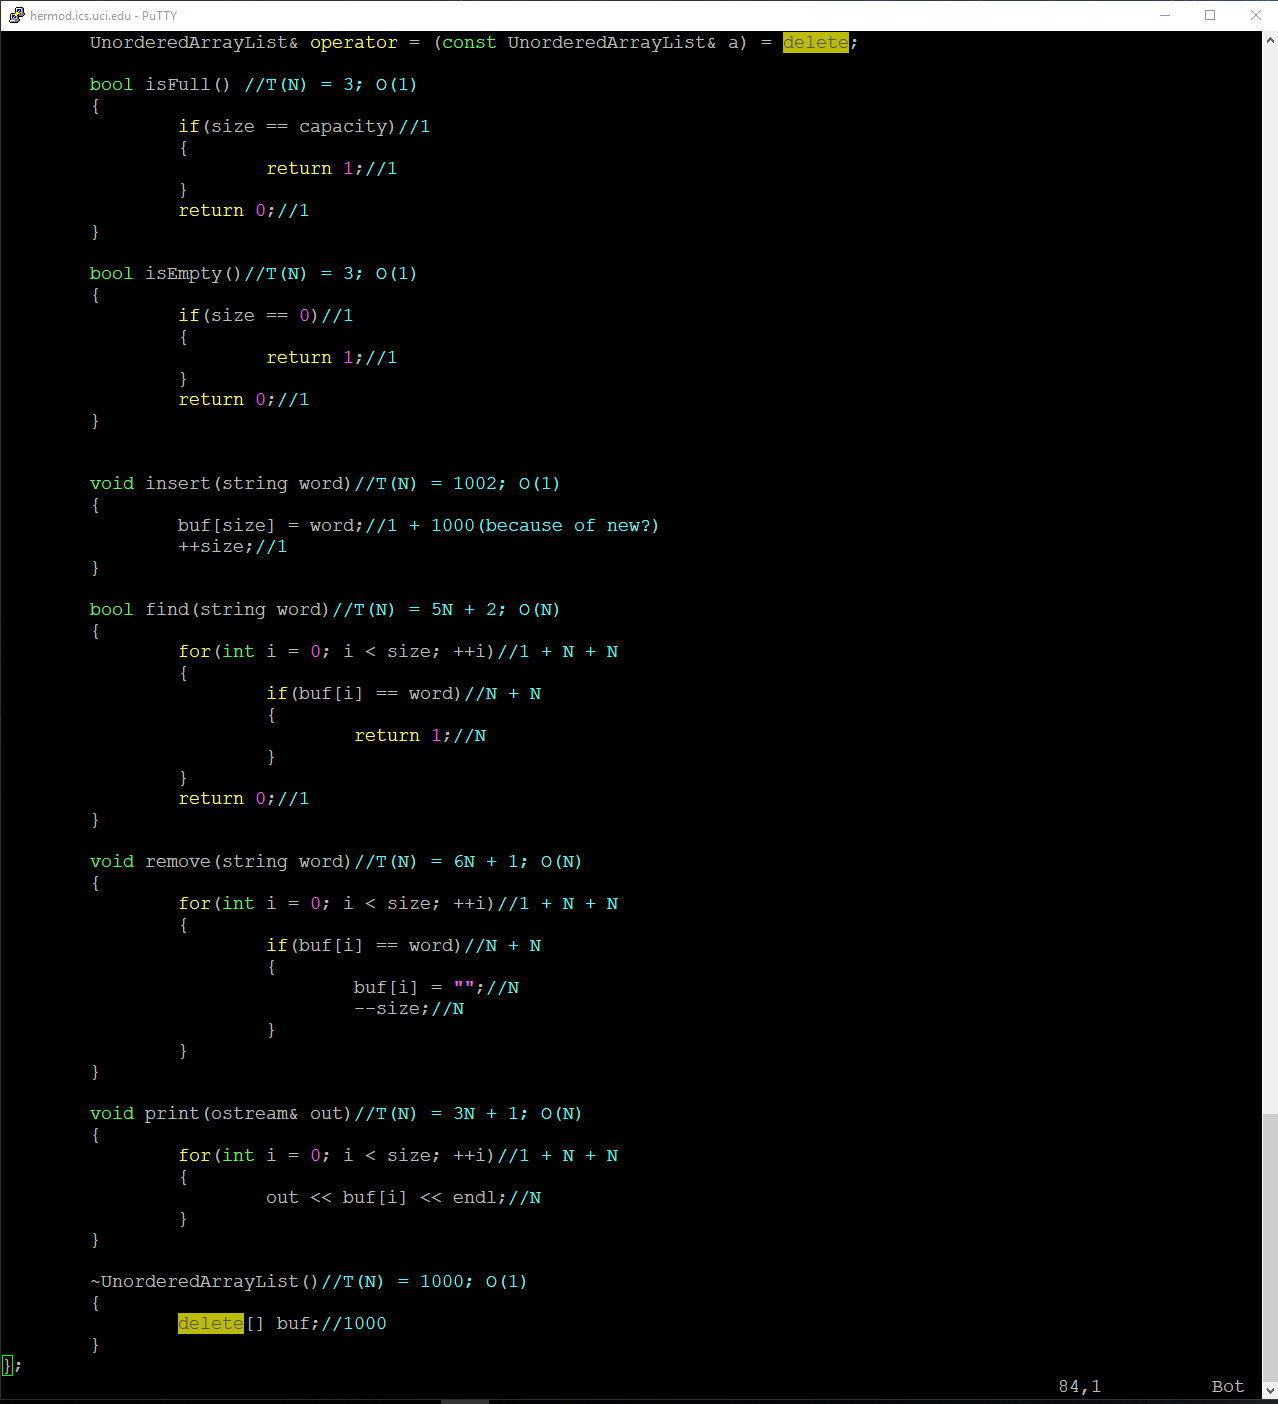 hermod.ics.uci.edu - PuTTY
UnorderedArrayList& operator = (const UnorderedArrayList& a) = delete;
bool isFull() //T(N) = 3; O(1)
{
if(size == capacity)//1
{
return 1;//1
}
return 0;//1
}
bool isEmpty()//T(N) = 3; O(1)
{
if(size == 0)//1
{
return 1;//1
}
return 0;//1
}
void insert(string word)//T(N) = 1002; O(1)
{
buf[size] = word;//1 + 1000(because of new?)
++size;//1
}
bool find(string word)//T(N) = 5N + 2; O(N)
{
for(int i = 0; i < size; ++i)//1 + N + N
{
if(buf[i] == word)//N + N
{
return 1;//N
}
}
return 0;//1
}
void remove(string word)//T(N) = 6N + 1; O(N)
{
for(int i = 0; i < size; ++i)//1 + N + N
{
if(buf[i] == word)//N + N
{
buf[i] = "";//N
--size;//N
}
}
}
void print(ostream& out)//T(N) = 3N + 1; O(N)
{
for(int i = 0; i < size; ++i)//1 + N + N
{
out << buf[i] << endl;//N
}
}
~UnorderedArrayList()//T(N) = 1000; O(1)
{
delete[] buf;//1000
}
};
84,1 Bot